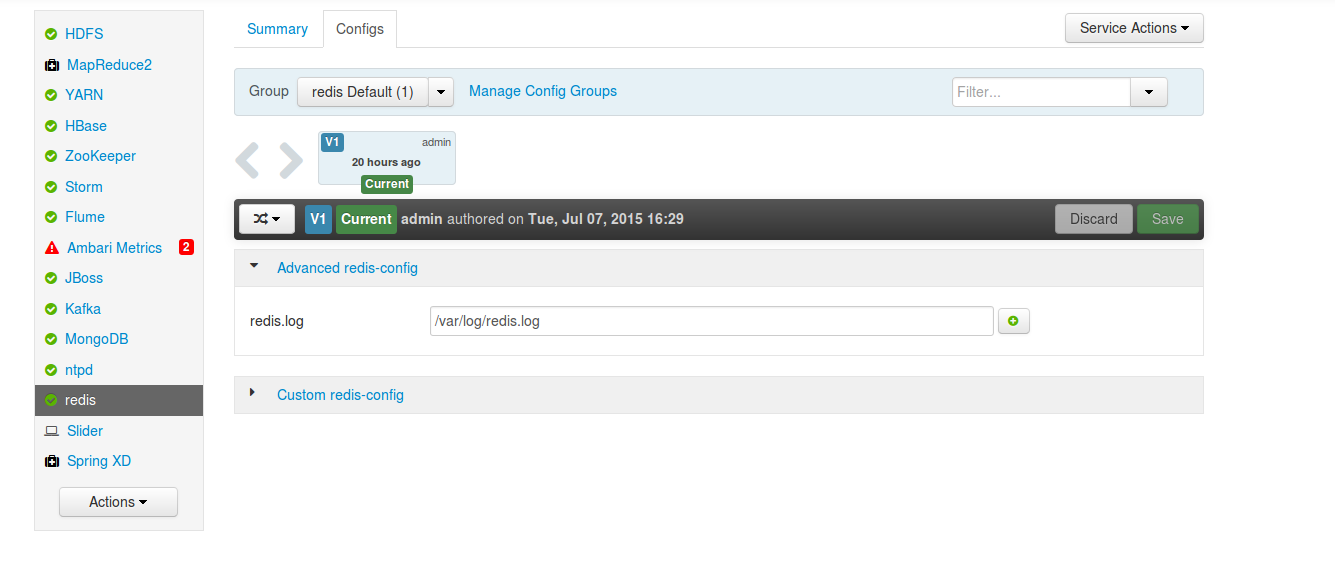 HDFS
MapReduce2
YARN
HBase
ZooKeeper
Storm
Flume
Ambari Metrics 2
JBoss
Kafka
MongoDB
ntpd
redis
Slider
Spring XD
Actions
Summary Configs Service Actions
Group redis Default (1) Manage Config Groups Filter...
V1 admin
20 hours ago
Current
V1 Current admin authored on Tue, Jul 07, 2015 16:29 Discard Save
Advanced redis-config
redis.log /var/log/redis.log
Custom redis-config